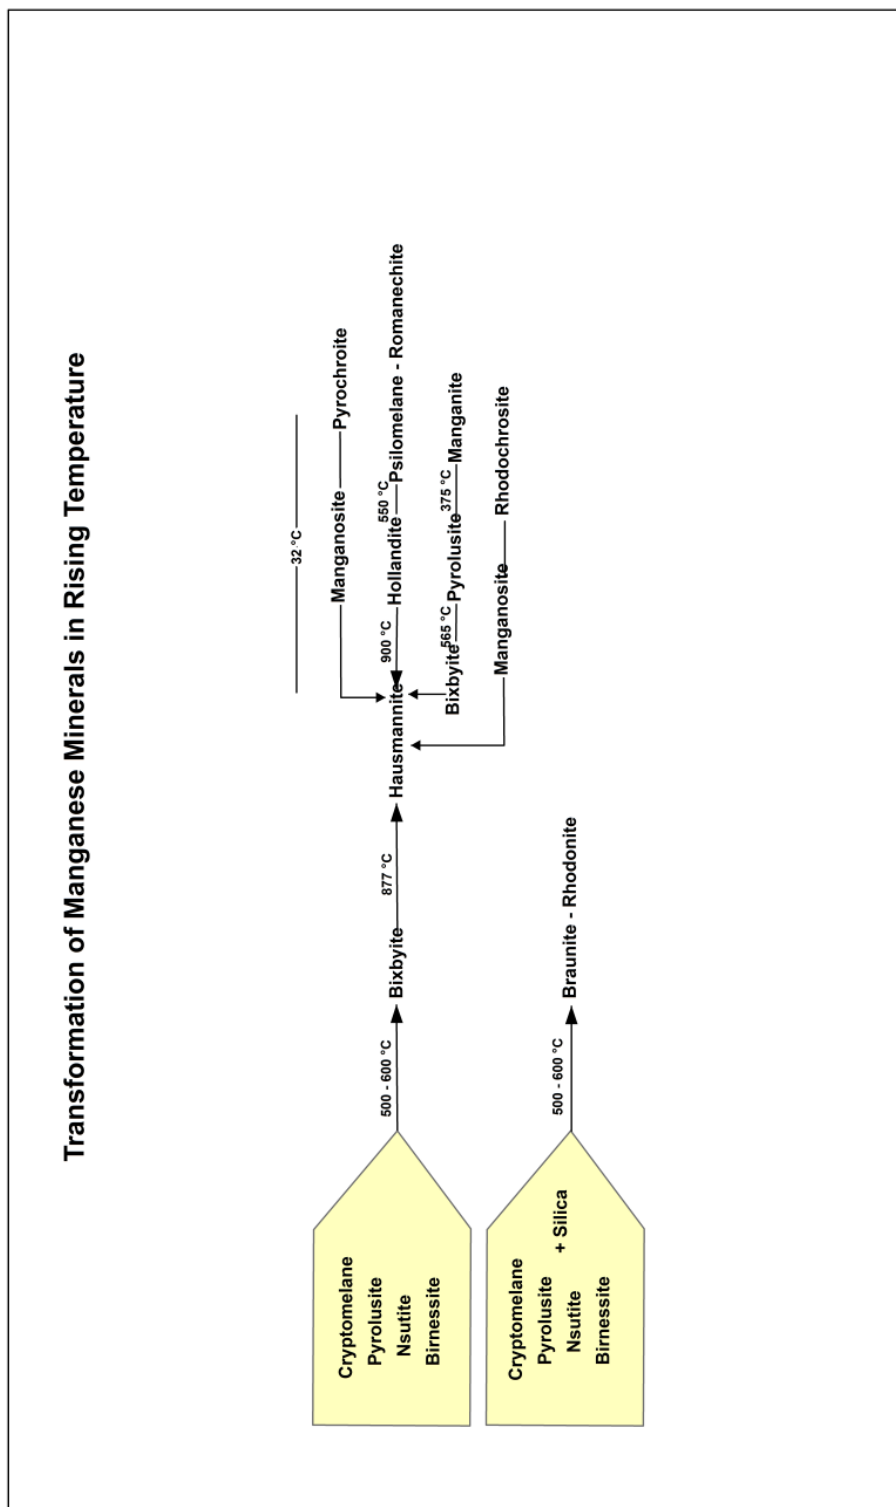 Transformation of Manganese Minerals in Rising Temperature
32 °C
Manganosite
Pyrochroite
Cryptomelane
Pyrolusite
Nsutite
Birnessite
500 - 600 °C
Bixbyite
877 °C
Hausmannite
900 °C
Hollandite
550 °C
Psilomelane - Romanechite
Bixbyite
565 °C
Pyrolusite
375 °C
Manganite
Manganosite
Rhodochrosite
Cryptomelane
Pyrolusite
+ Silica
Nsutite
Birnessite
500 - 600 °C
Braunite - Rhodonite